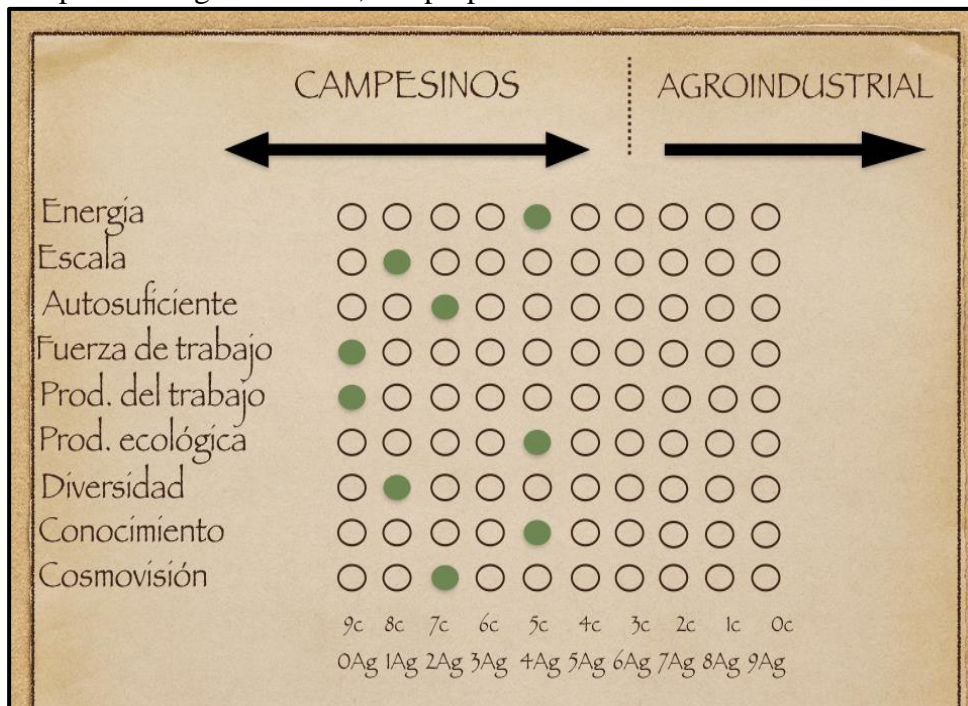 CAMPESINOS AGROINDUSTRIAL
Energía
Escala
Autosuficiente
Fuerza de trabajo
Prod. del trabajo
Prod. ecológica
Diversidad
Conocimiento
Cosmovisión
9c 8c 7c 6c 5c 4c 3c 2c 1c 0c
0Ag 1Ag 2Ag 3Ag 4Ag 5Ag 6Ag 7Ag 8Ag 9Ag